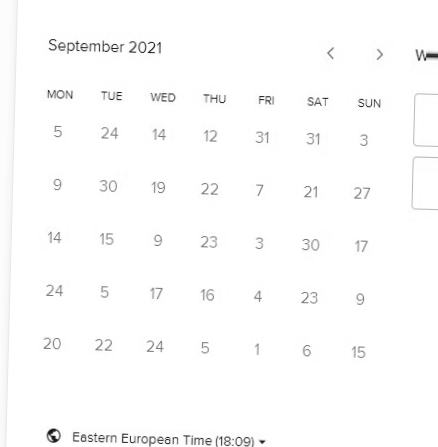 September 2021
MON TUE WED THU FRI SAT SUN
5 24 14 12 31 31 3
9 30 19 22 7 21 27
14 15 9 23 3 30 17
24 5 17 16 4 23 9
20 22 24 5 1 6 15
Eastern European Time (18:09)